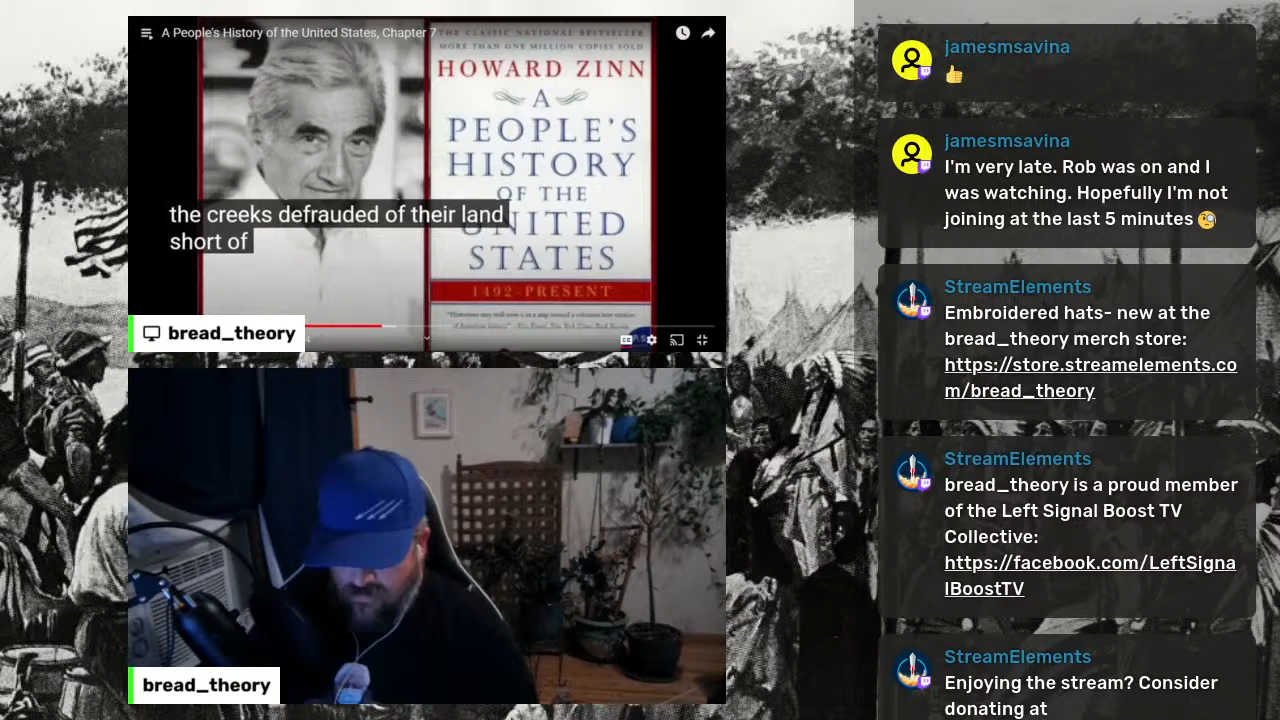 A People's History of the United States, Chapter 7
THE CLASSIC NATIONAL BESTSELLER
MORE THAN ONE MILLION COPIES SOLD
HOWARD ZINN
A
PEOPLE'S
HISTORY
OF THE
UNITED
STATES
1492-PRESENT
the creeks defrauded of their land
short of
bread_theory
bread_theory
jamesmsavina
👍
jamesmsavina
I'm very late. Rob was on and I
was watching. Hopefully I'm not
joining at the last 5 minutes 🧐
StreamElements
Embroidered hats- new at the
bread_theory merch store:
https://store.streamelements.co
m/bread_theory
StreamElements
bread_theory is a proud member
of the Left Signal Boost TV
Collective:
https://facebook.com/LeftSigna
lBoostTV
StreamElements
Enjoying the stream? Consider
donating at